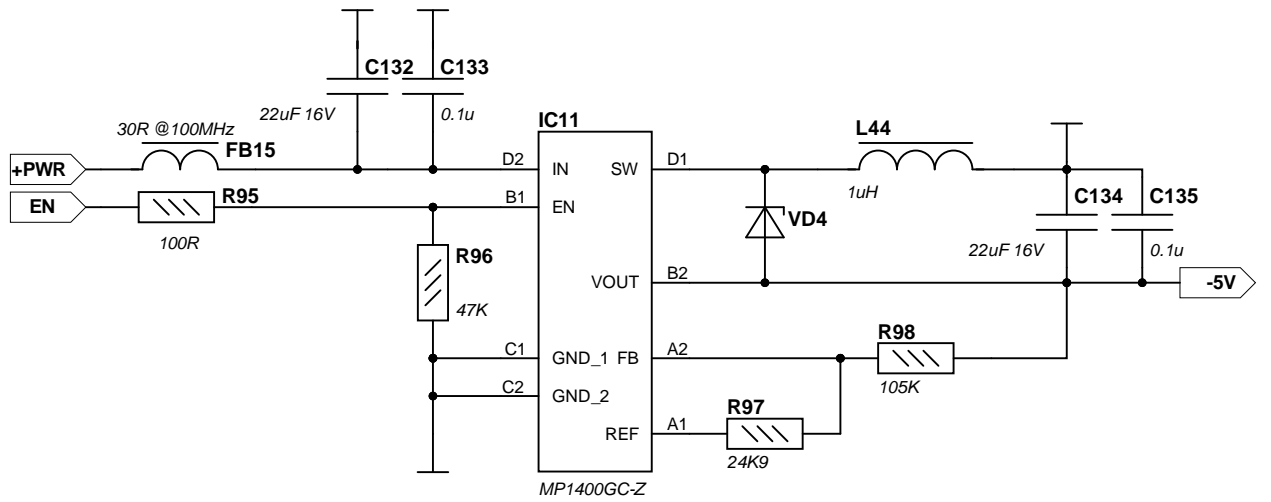 C132
22uF 16V
C133
0.1u
30R @100MHz
FB15
+PWR
EN
R95
100R
R96
47K
IC11
D2
IN
SW
D1
B1
EN
VOUT
B2
C1
GND_1
FB
A2
C2
GND_2
REF
A1
MP1400GC-Z
L44
1uH
VD4
C134
22uF 16V
C135
0.1u
-5V
R98
105K
R97
24K9